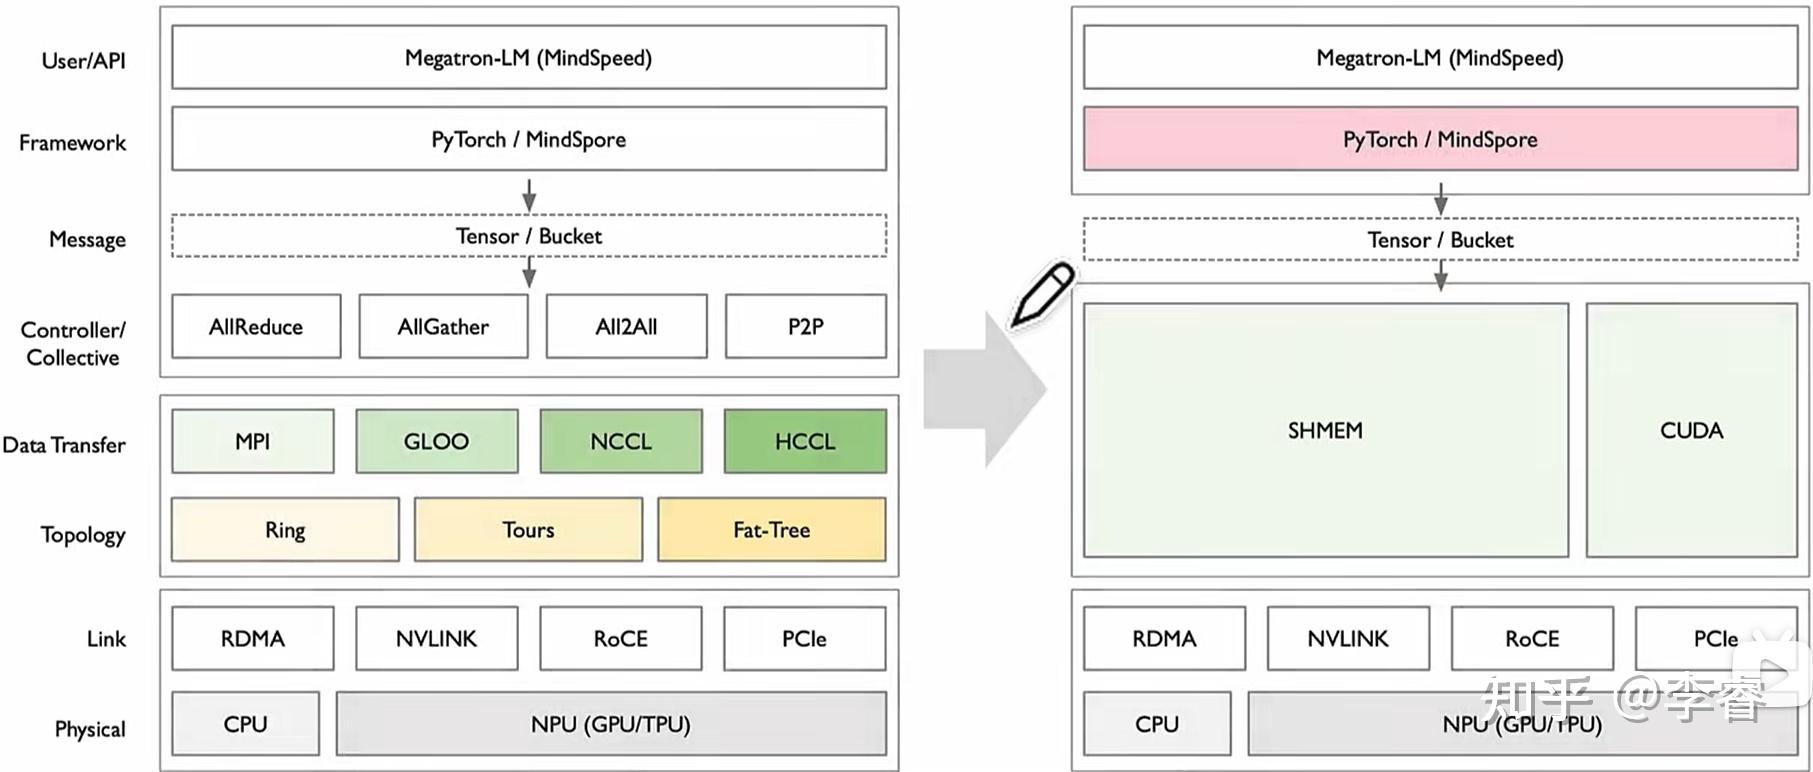 User/API
Megatron-LM (MindSpeed)
Megatron-LM (MindSpeed)
Framework
PyTorch / MindSpore
PyTorch / MindSpore
Message
Tensor / Bucket
Tensor / Bucket
Controller/
Collective
AllReduce
AllGather
All2All
P2P
SHMEM
CUDA
Data Transfer
MPI
GLOO
NCCL
HCCL
Topology
Ring
Tours
Fat-Tree
Link
RDMA
NVLINK
RoCE
PCIe
RDMA
NVLINK
RoCE
PCIe
Physical
CPU
NPU (GPU/TPU)
CPU
NPU (GPU/TPU)
知乎 @李睿